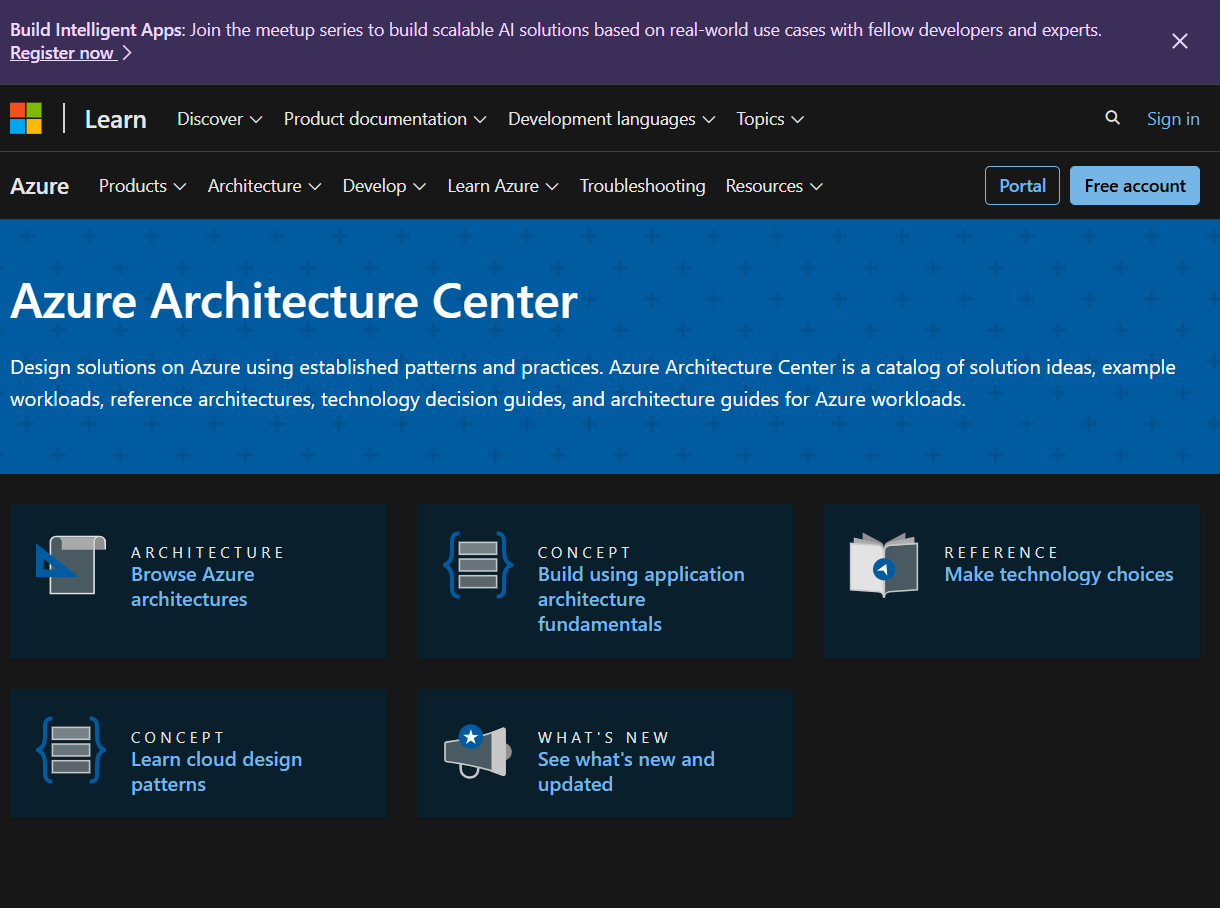 Build Intelligent Apps: Join the meetup series to build scalable AI solutions based on real-world use cases with fellow developers and experts.
Register now
Learn Discover Product documentation Development languages Topics Sign in
Azure Products Architecture Develop Learn Azure Troubleshooting Resources Portal Free account
Azure Architecture Center
Design solutions on Azure using established patterns and practices. Azure Architecture Center is a catalog of solution ideas, example
workloads, reference architectures, technology decision guides, and architecture guides for Azure workloads.
ARCHITECTURE
Browse Azure
architectures
CONCEPT
Build using application
architecture
fundamentals
REFERENCE
Make technology choices
CONCEPT
Learn cloud design
patterns
WHAT'S NEW
See what's new and
updated